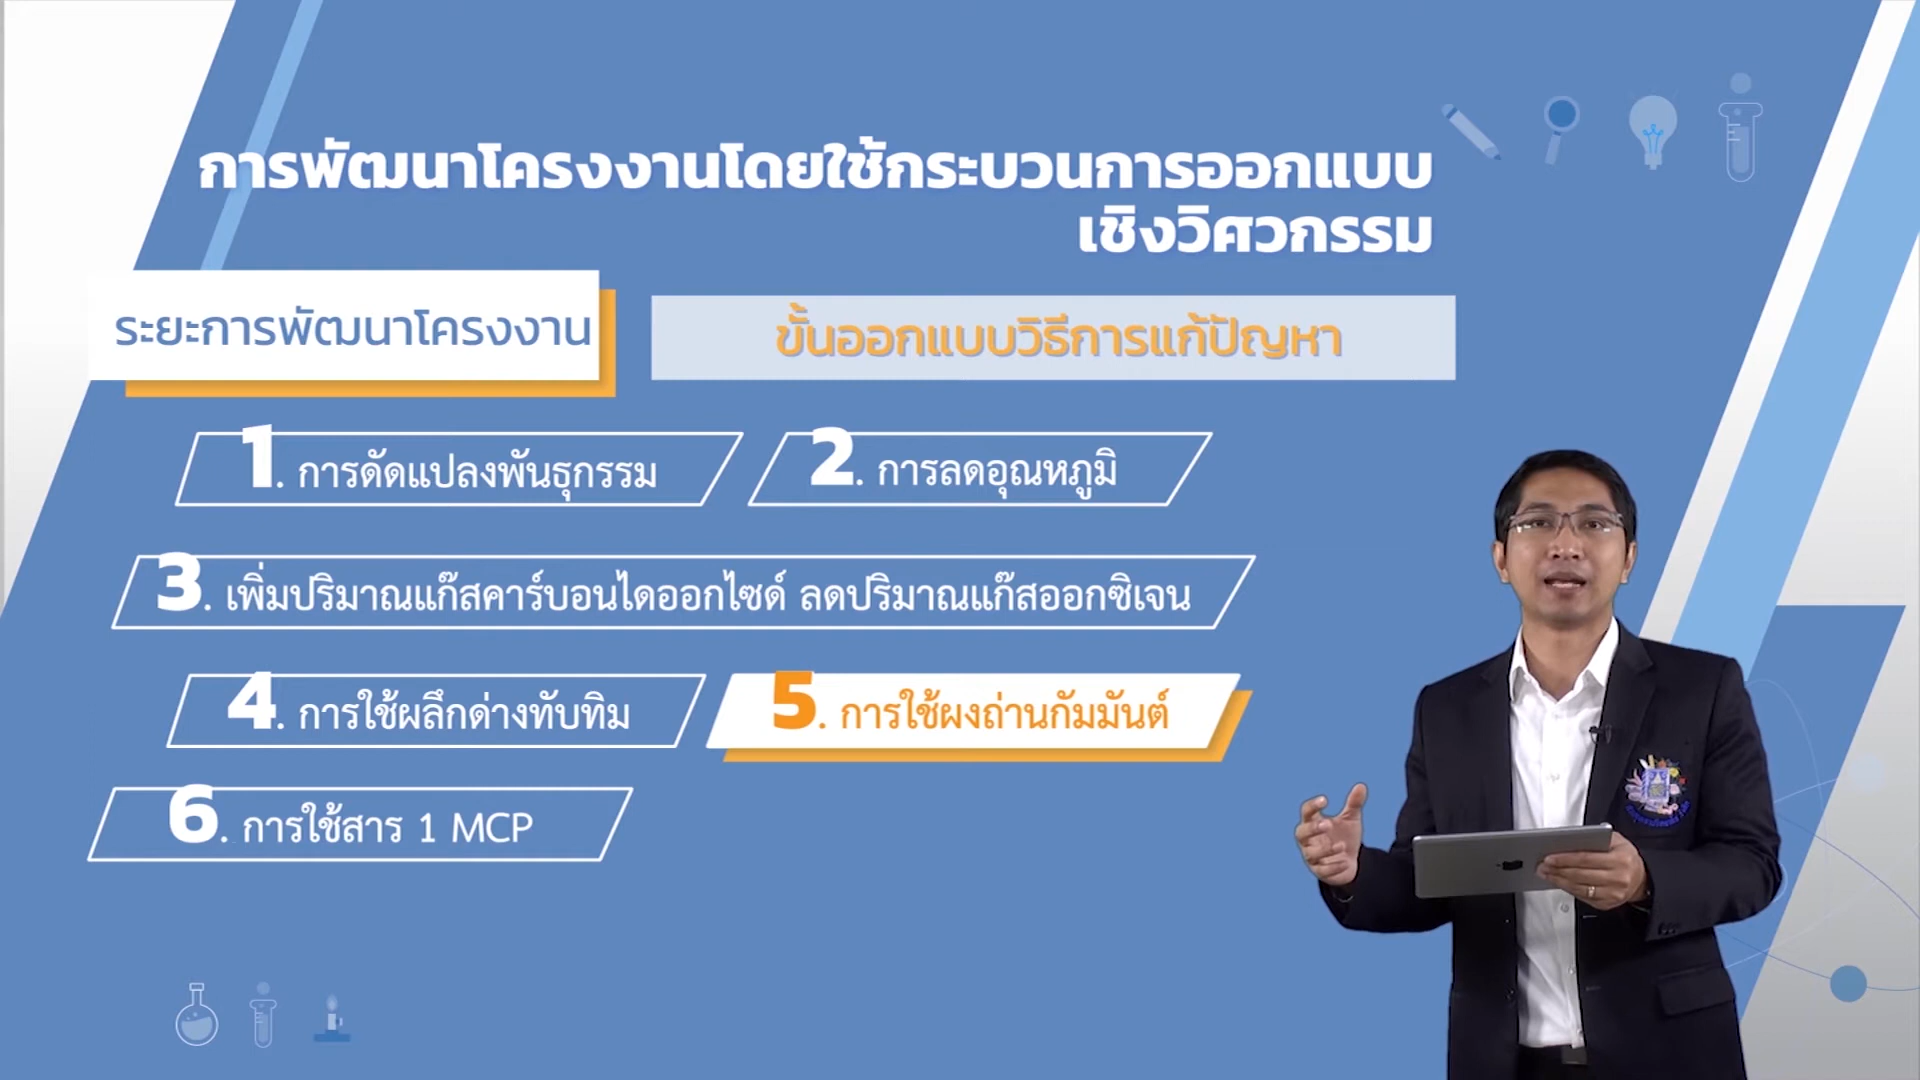 การพัฒนาโครงงานโดยใช้กระบวนการออกแบบ
เชิงวิศวกรรม
ระยะการพัฒนาโครงงาน
ขั้นออกแบบวิธีการแก้ปัญหา
1. การดัดแปลงพันธุกรรม
2. การลดอุณหภูมิ
3. เพิ่มปริมาณแก๊สคาร์บอนไดออกไซด์ ลดปริมาณแก๊สออกซิเจน
4. การใช้ผลึกด่างทับทิม
5. การใช้ผงถ่านกัมมันต์
6. การใช้สาร 1 MCP